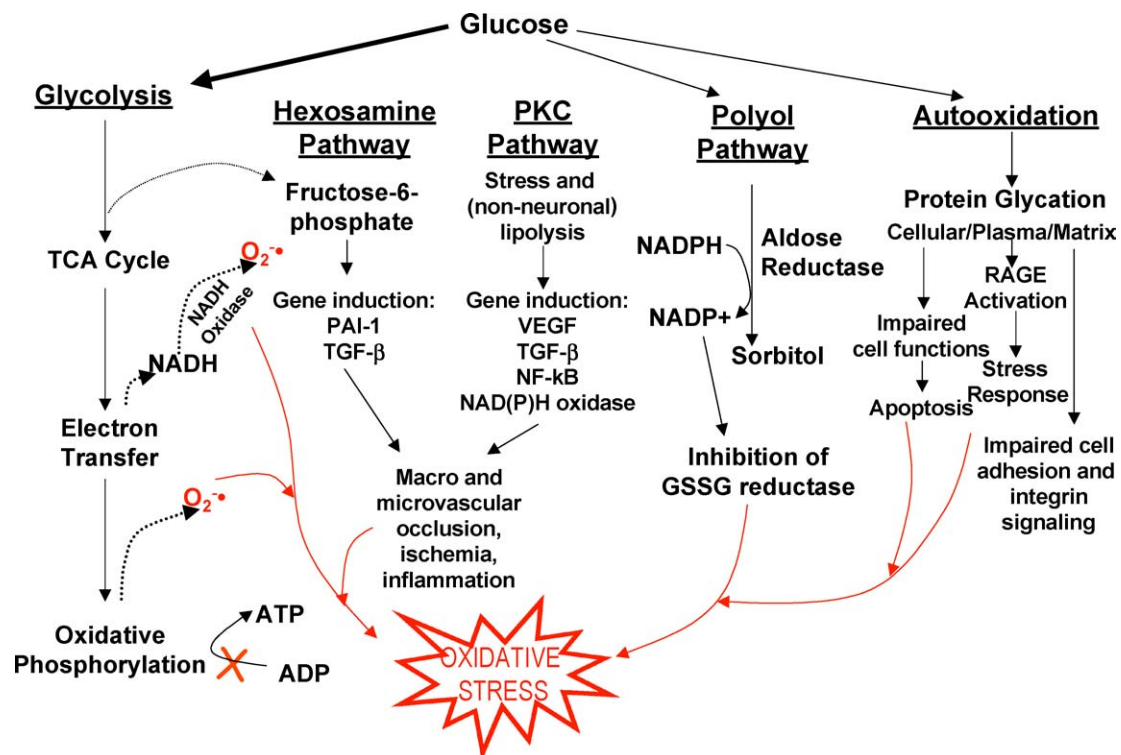 Glucose
Glycolysis
TCA Cycle
Electron
Transfer
Oxidative
Phosphorylation
NADH
NADH
Oxidase
O₂⁻•
O₂⁻•
ATP
ADP
Hexosamine
Pathway
Fructose-6-
phosphate
Gene induction:
PAI-1
TGF-β
PKC
Pathway
Stress and
(non-neuronal)
lipolysis
Gene induction:
VEGF
TGF-β
NF-kB
NAD(P)H oxidase
Macro and
microvascular
occlusion,
ischemia,
inflammation
Polyol
Pathway
NADPH
Aldose
Reductase
NADP+
Sorbitol
Inhibition of
GSSG reductase
Autooxidation
Protein Glycation
Cellular/Plasma/Matrix
Impaired
cell functions
Apoptosis
RAGE
Activation
Stress
Response
Impaired cell
adhesion and
integrin
signaling
OXIDATIVE
STRESS